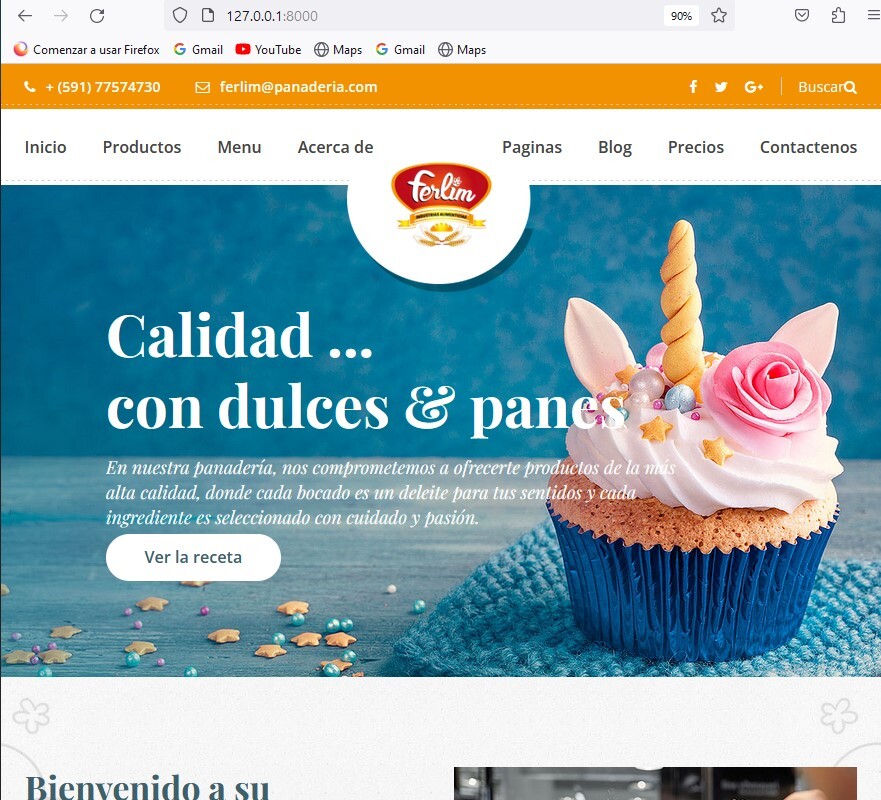 127.0.0.1:8000
90%
Comenzar a usar Firefox
Gmail
YouTube
Maps
Gmail
Maps
+ (591) 77574730
ferlim@panaderia.com
Buscar
Inicio
Productos
Menu
Acerca de
Paginas
Blog
Precios
Contactenos
Ferlim
INDUSTRIAS ALIMENTICIAS
Calidad ...
con dulces & panes
En nuestra panadería, nos comprometemos a ofrecerte productos de la más
alta calidad, donde cada bocado es un deleite para tus sentidos y cada
ingrediente es seleccionado con cuidado y pasión.
Ver la receta
Bienvenido a su